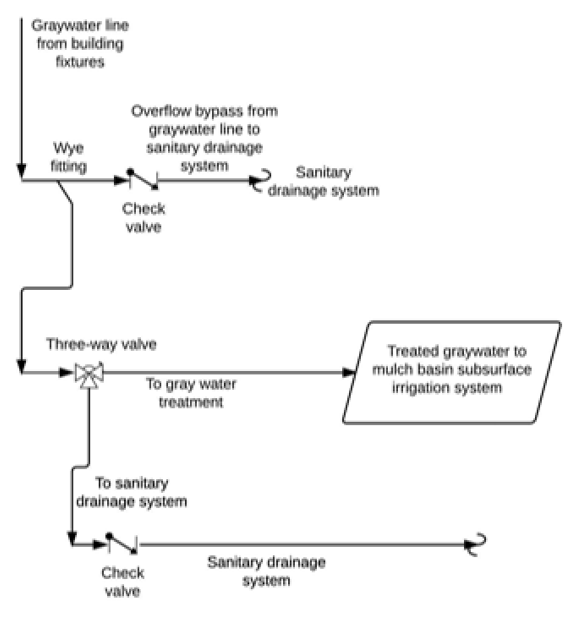 Graywater line
from building
fixtures
Overflow bypass from
graywater line to
sanitary drainage
system
Wye
fitting
Sanitary
drainage system
Check
valve
Three-way valve
To gray water
treatment
Treated graywater to
mulch basin subsurface
irrigation system
To sanitary
drainage system
Sanitary drainage
system
Check
valve